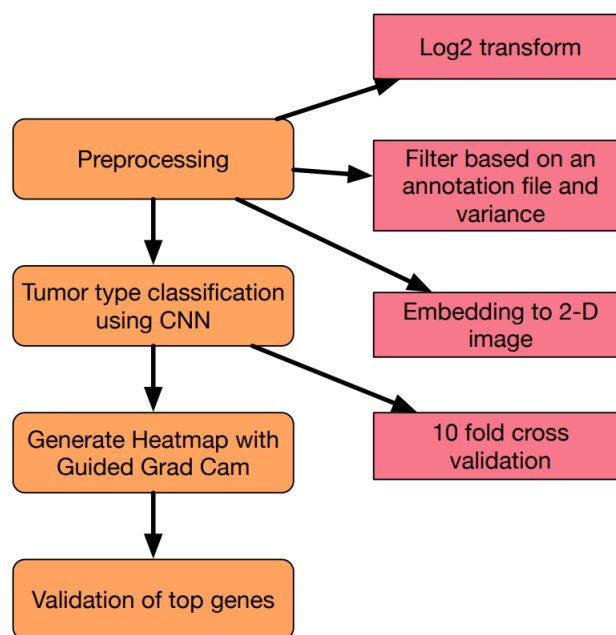 Log2 transform
Preprocessing
Filter based on an
annotation file and
variance
Tumor type classification
using CNN
Embedding to 2-D
image
Generate Heatmap with
Guided Grad Cam
10 fold cross
validation
Validation of top genes